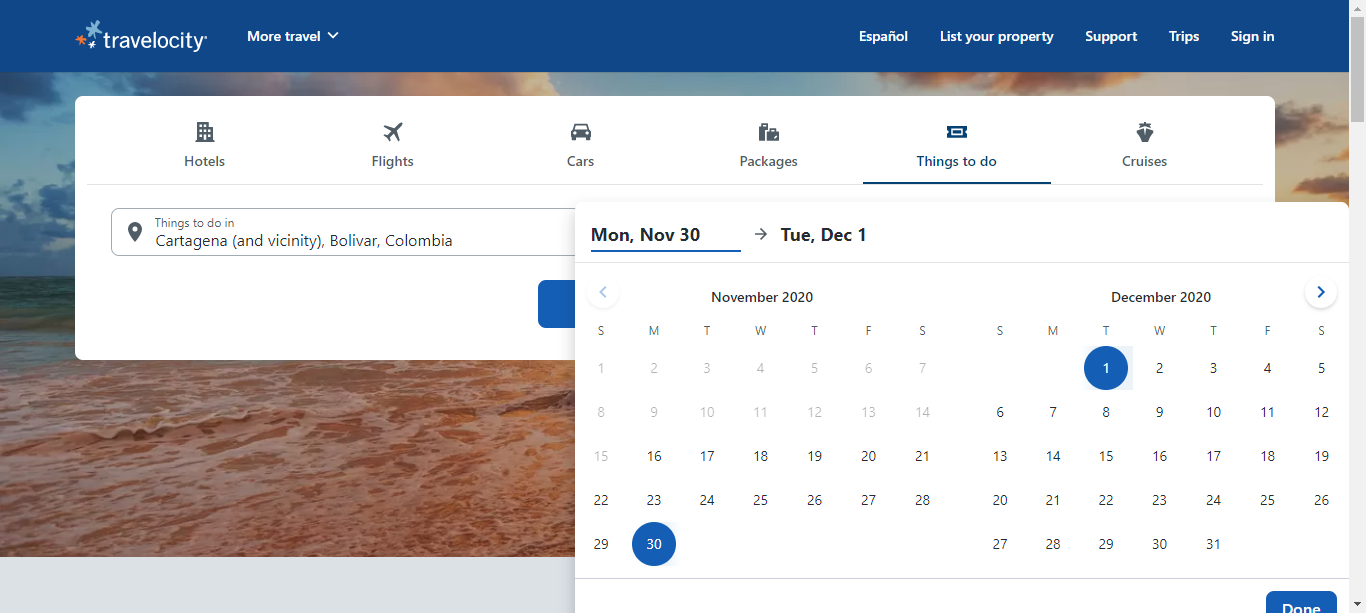 travelocity
More travel
Español
List your property
Support
Trips
Sign in
Hotels
Flights
Cars
Packages
Things to do
Cruises
Things to do in
Cartagena (and vicinity), Bolivar, Colombia
Mon, Nov 30
Tue, Dec 1
November 2020
S M T W T F S
1 2 3 4 5 6 7
8 9 10 11 12 13 14
15 16 17 18 19 20 21
22 23 24 25 26 27 28
29 30
December 2020
S M T W T F S
1 2 3 4 5
6 7 8 9 10 11 12
13 14 15 16 17 18 19
20 21 22 23 24 25 26
27 28 29 30 31
Done